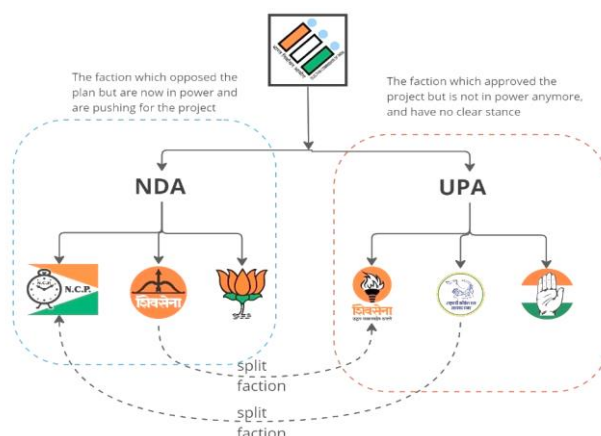 The faction which opposed the
plan but are now in power and
are pushing for the project
The faction which approved the
project but is not in power anymore,
and have no clear stance
NDA
UPA
N.C.P.
शिवसेना
शिवसेना
split
faction
split
faction